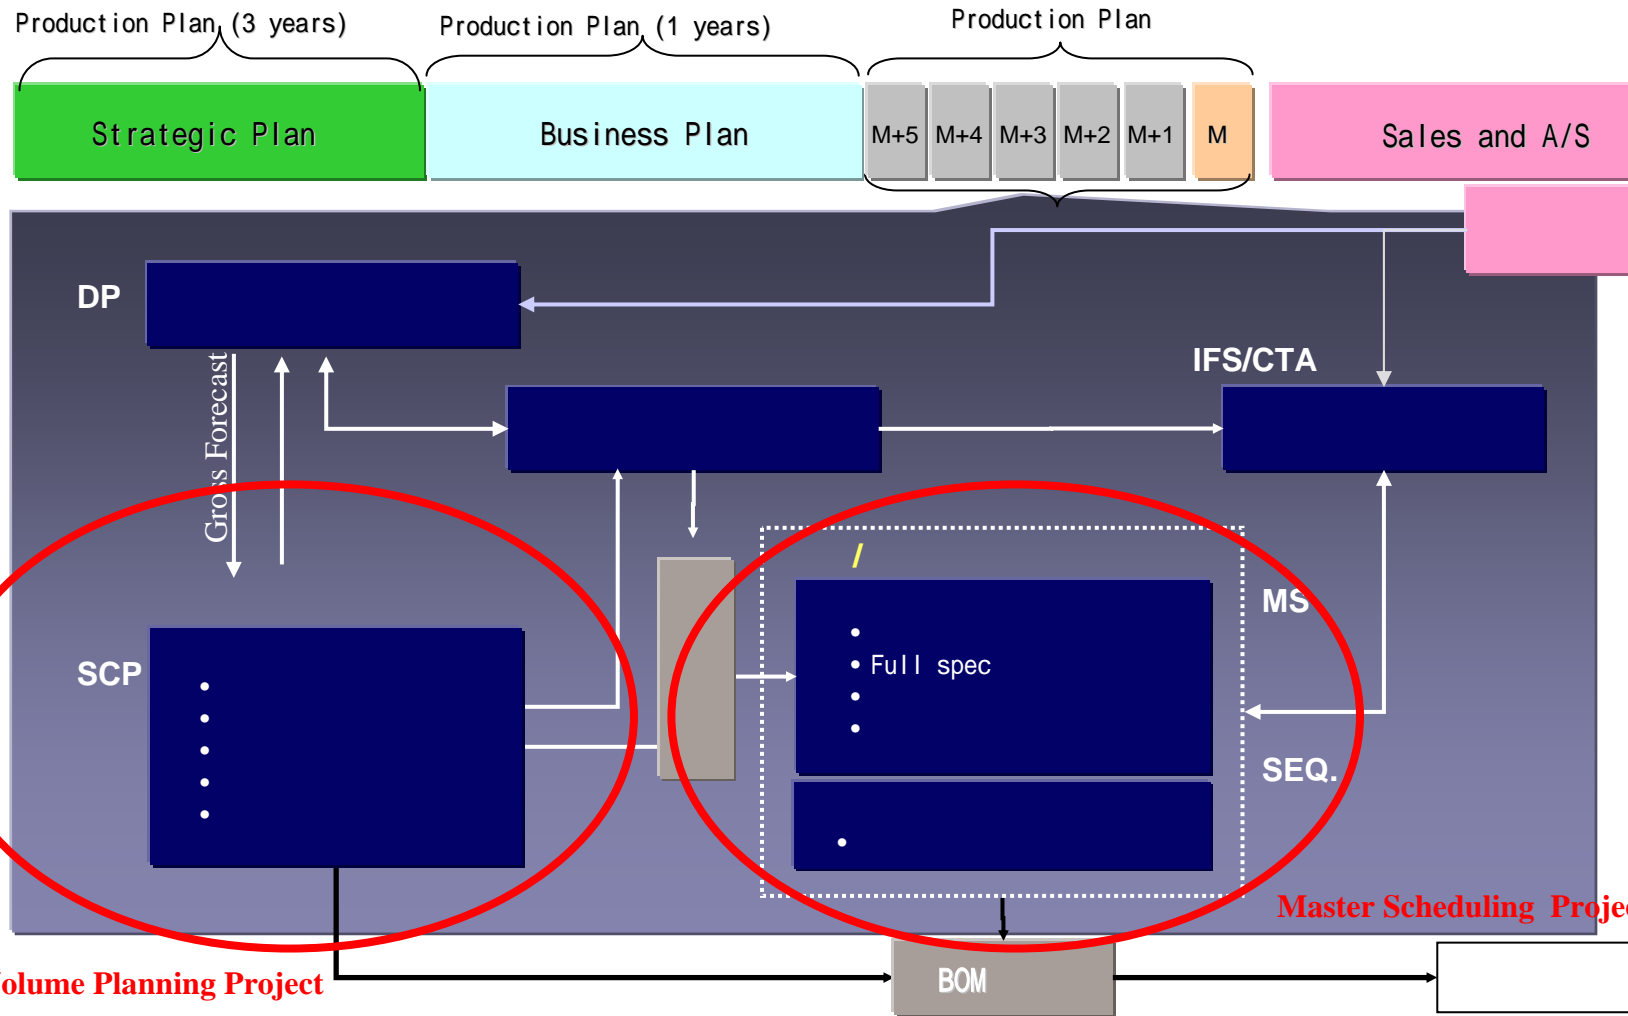 Production Plan (3 years)
Production Plan (1 years)
Production Plan
Strategic Plan
Business Plan
M+5
M+4
M+3
M+2
M+1
M
Sales and A/S
DP
IFS/CTA
Gross Forecast
/
MS
• Full spec
SCP
SEQ.
Master Scheduling Projec
olume Planning Project
BOM